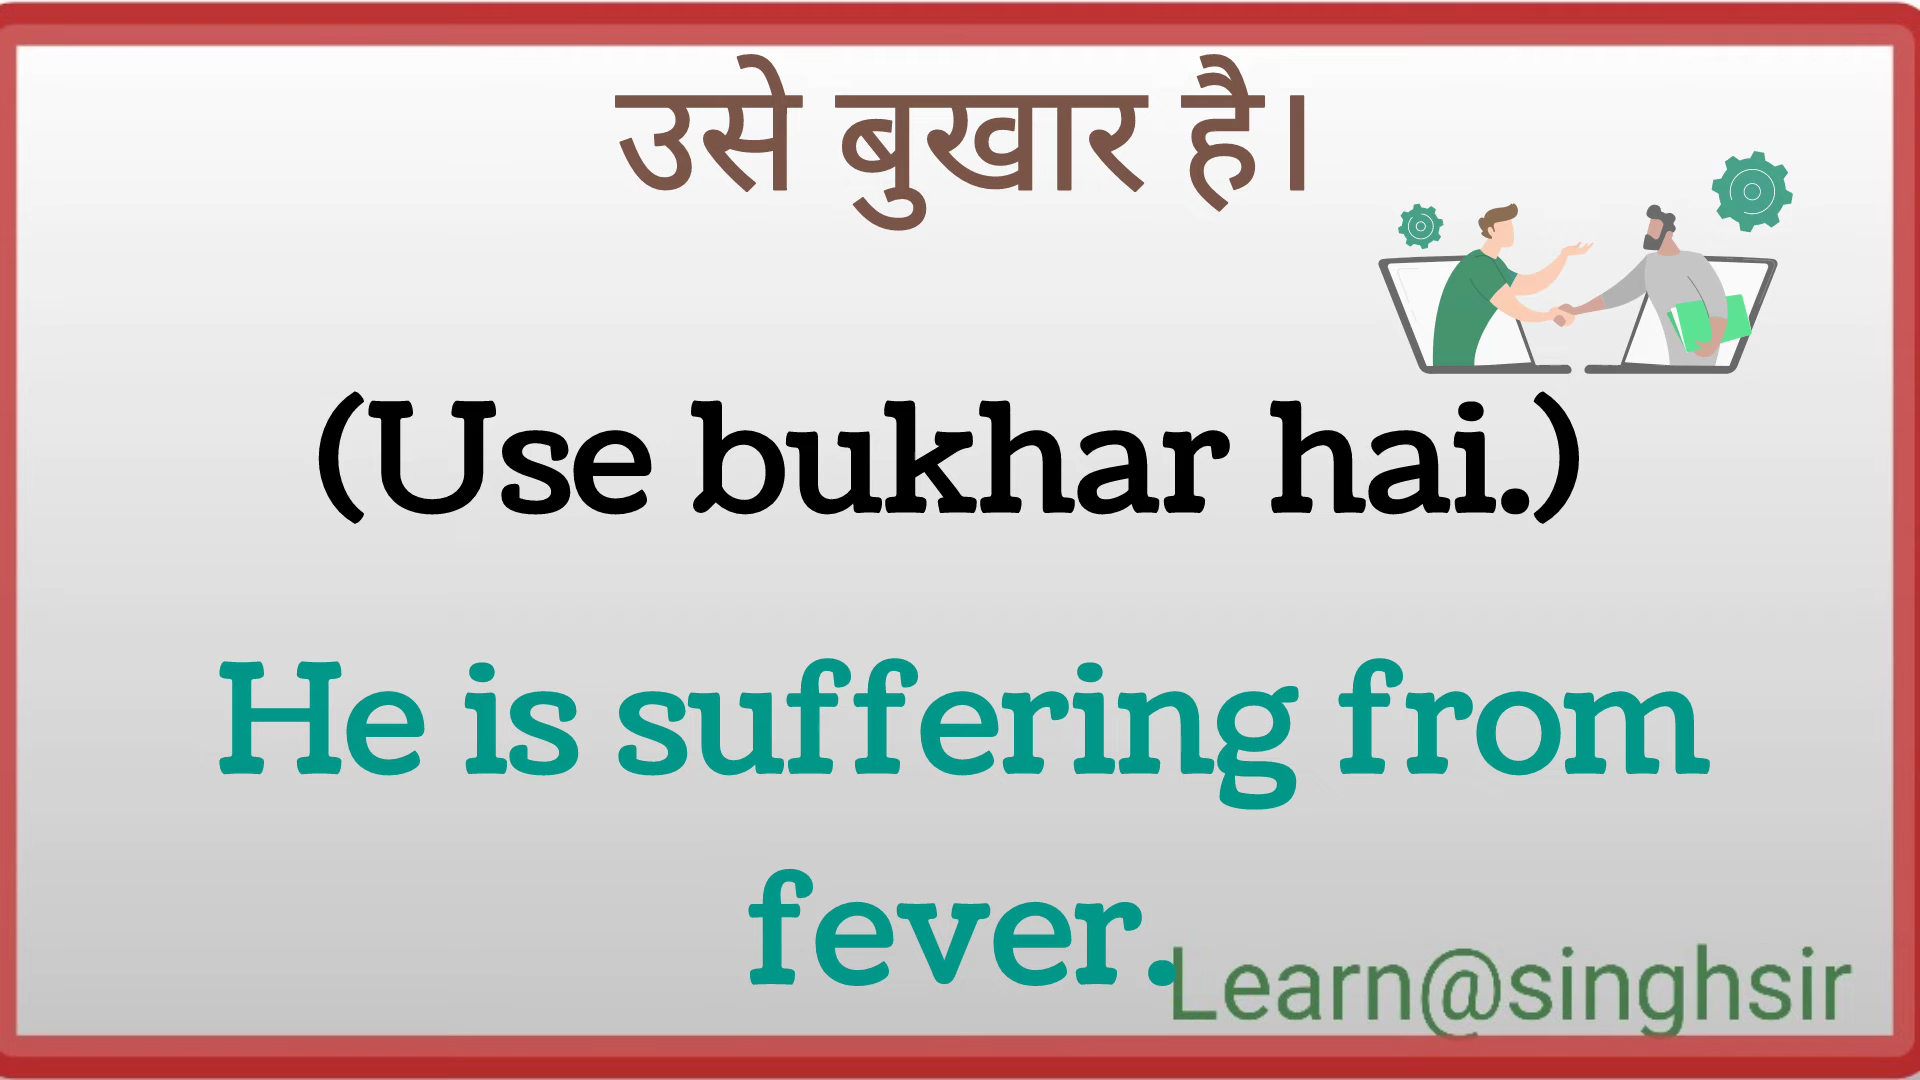 उसे बुखार है।
(Use bukhar hai.)
He is suffering from
fever.
Learn@singhsir